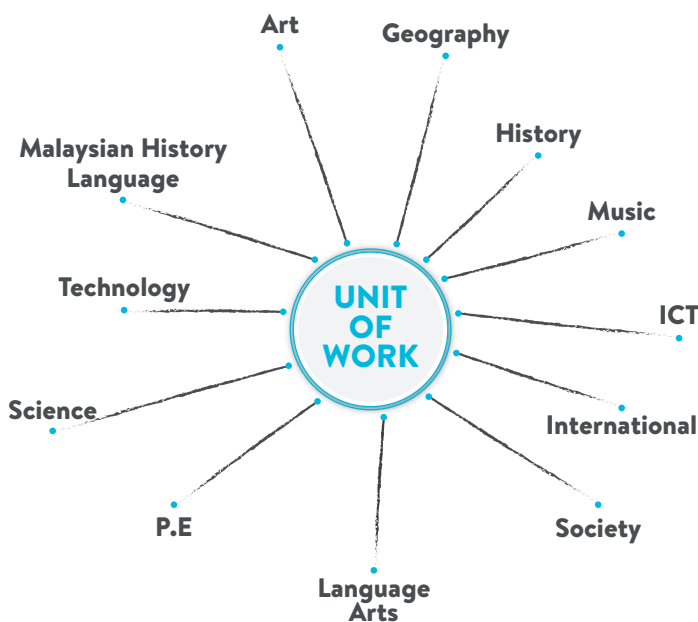 Art
Geography
History
Malaysian History
Language
Music
Technology
UNIT
OF
WORK
ICT
Science
International
P.E
Society
Language
Arts